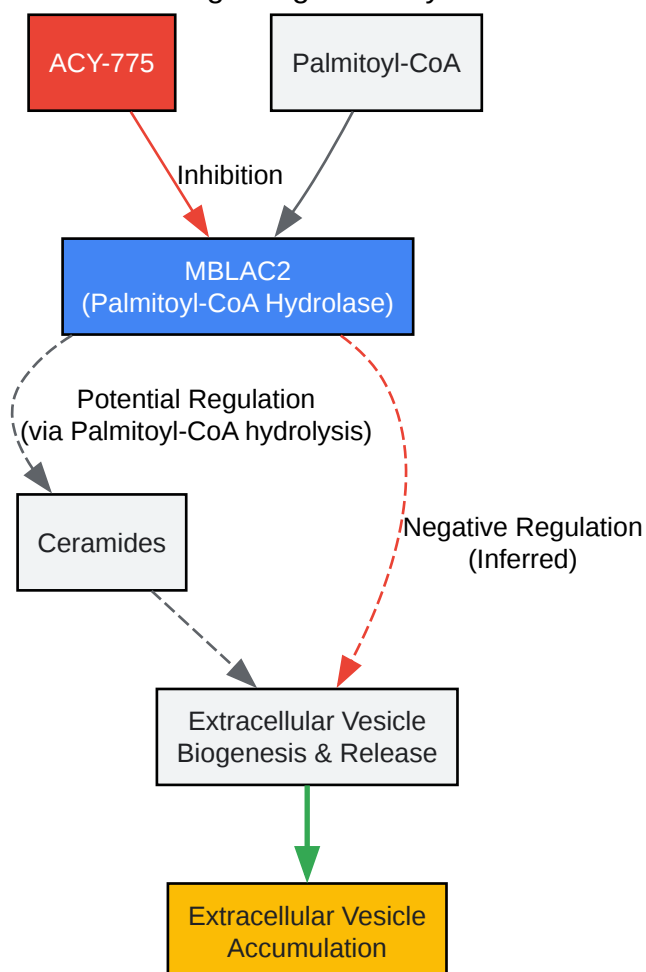 ACY-775
Palmitoyl-CoA
Inhibition
MBLAC2
(Palmitoyl-CoA Hydrolase)
Potential Regulation
(via Palmitoyl-CoA hydrolysis)
Ceramides
Negative Regulation
(Inferred)
Extracellular Vesicle
Biogenesis & Release
Extracellular Vesicle
Accumulation